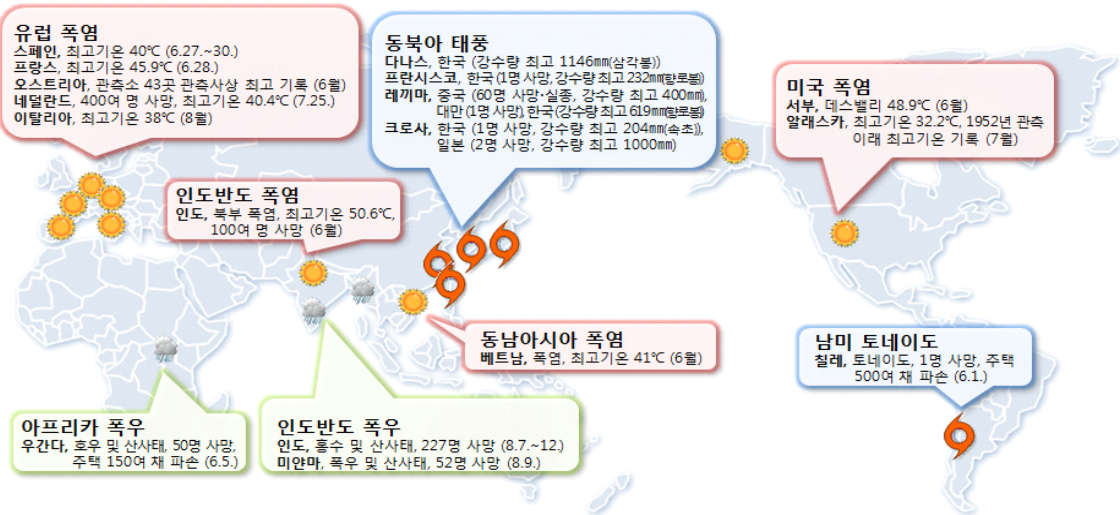 유럽 폭염
스페인, 최고기온 40℃ (6.27.~30.)
프랑스, 최고기온 45.9℃ (6.28.)
오스트리아, 관측소 43곳 관측사상 최고 기록 (6월)
네덜란드, 400여 명 사망, 최고기온 40.4℃ (7.25.)
이탈리아, 최고기온 38℃ (8월)
동북아 태풍
다나스, 한국 (강수량 최고 1146㎜(삼각봉))
프란시스코, 한국 (1명 사망, 강수량 최고 232㎜(향로봉)
레끼마, 중국 (60명 사망·실종, 강수량 최고 400㎜),
대만 (1명 사망), 한국 (강수량 최고 619㎜(향로봉)
크로사, 한국 (1명 사망, 강수량 최고 204㎜(속초)),
일본 (2명 사망, 강수량 최고 1000㎜)
미국 폭염
서부, 데스밸리 48.9℃ (6월)
알래스카, 최고기온 32.2℃, 1952년 관측
이래 최고기온 기록 (7월)
인도반도 폭염
인도, 북부 폭염, 최고기온 50.6℃,
100여 명 사망 (6월)
동남아시아 폭염
베트남, 폭염, 최고기온 41℃ (6월)
남미 토네이도
칠레, 토네이도, 1명 사망, 주택
500여 채 파손 (6.1.)
아프리카 폭우
우간다, 호우 및 산사태, 50명 사망,
주택 150여 채 파손 (6.5.)
인도반도 폭우
인도, 홍수 및 산사태, 227명 사망 (8.7.~12.)
미얀마, 폭우 및 산사태, 52명 사망 (8.9.)